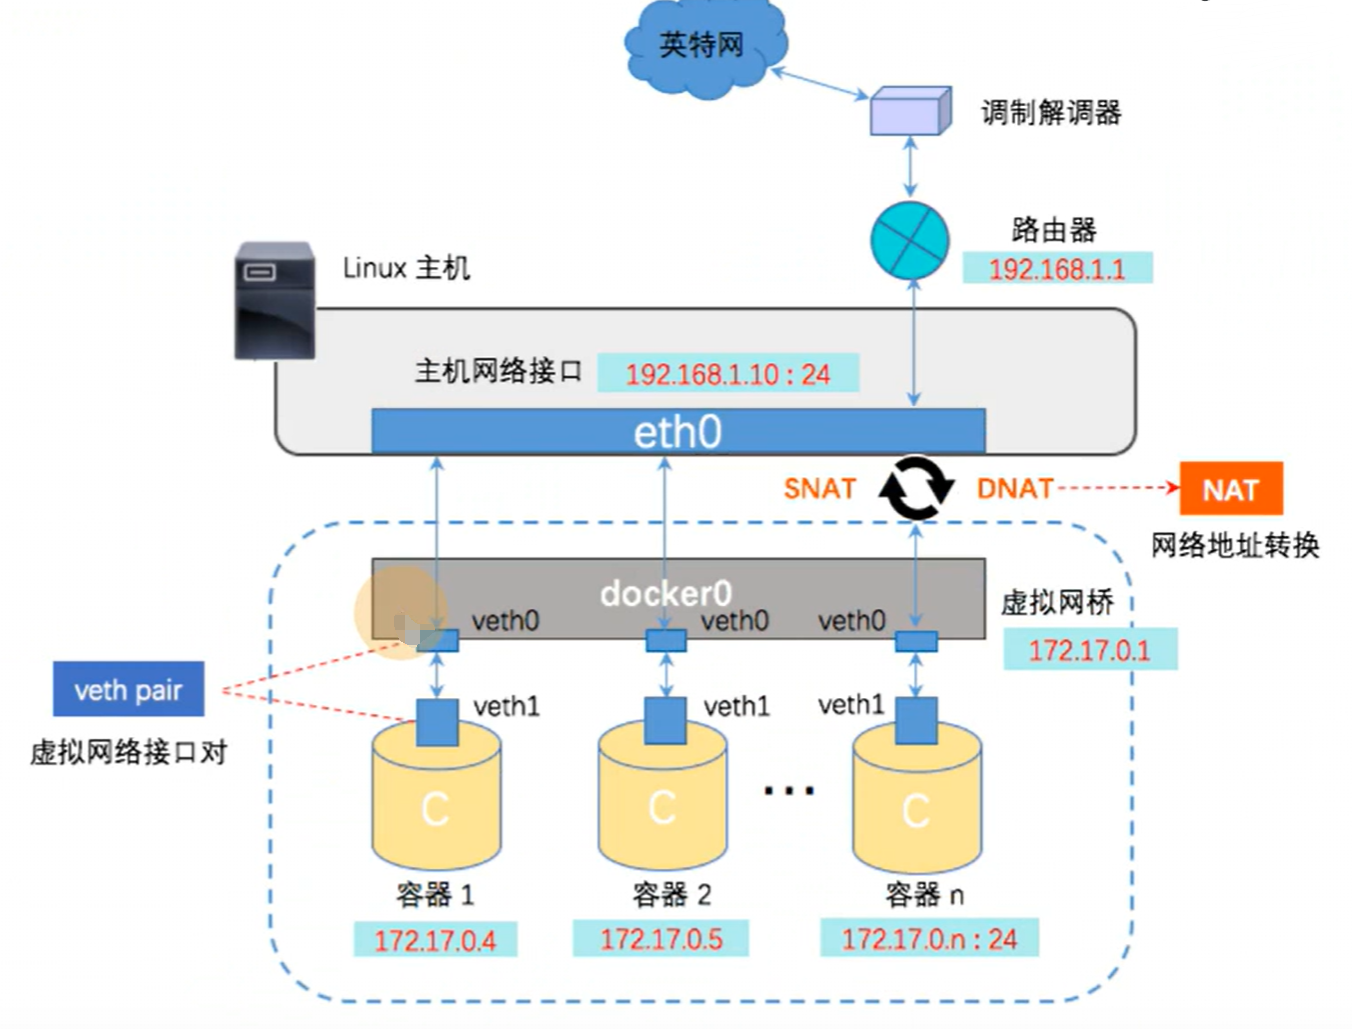 英特网
调制解调器
路由器
192.168.1.1
Linux 主机
主机网络接口
192.168.1.10 : 24
eth0
SNAT
DNAT
NAT
网络地址转换
docker0
veth0
veth0
veth0
虚拟网桥
172.17.0.1
veth pair
虚拟网络接口对
veth1
veth1
veth1
C
C
...
C
容器 1
容器 2
容器 n
172.17.0.4
172.17.0.5
172.17.0.n : 24